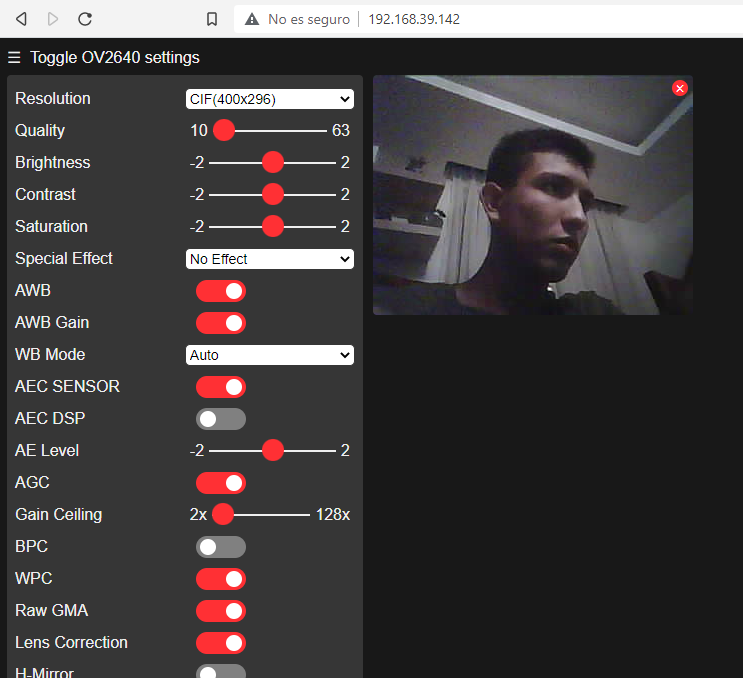 No es seguro | 192.168.39.142
☰ Toggle OV2640 settings
Resolution CIF(400x296)
Quality 10 63
Brightness -2 2
Contrast -2 2
Saturation -2 2
Special Effect No Effect
AWB
AWB Gain
WB Mode Auto
AEC SENSOR
AEC DSP
AE Level -2 2
AGC
Gain Ceiling 2x 128x
BPC
WPC
Raw GMA
Lens Correction
H-Mirror